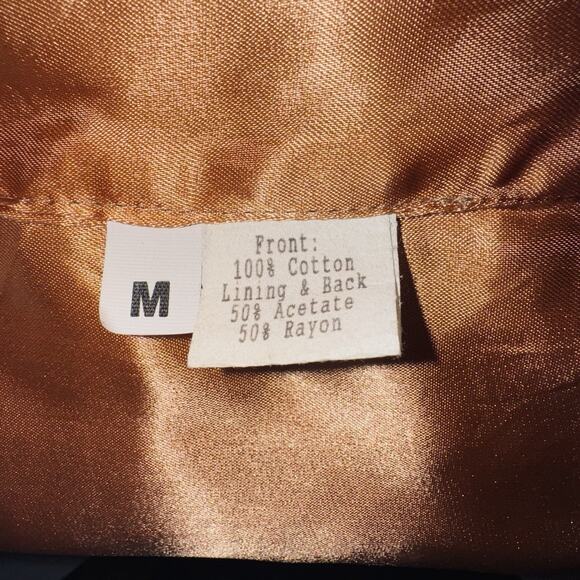 M
Front:
100% Cotton
Lining & Back
50% Acetate
50% Rayon